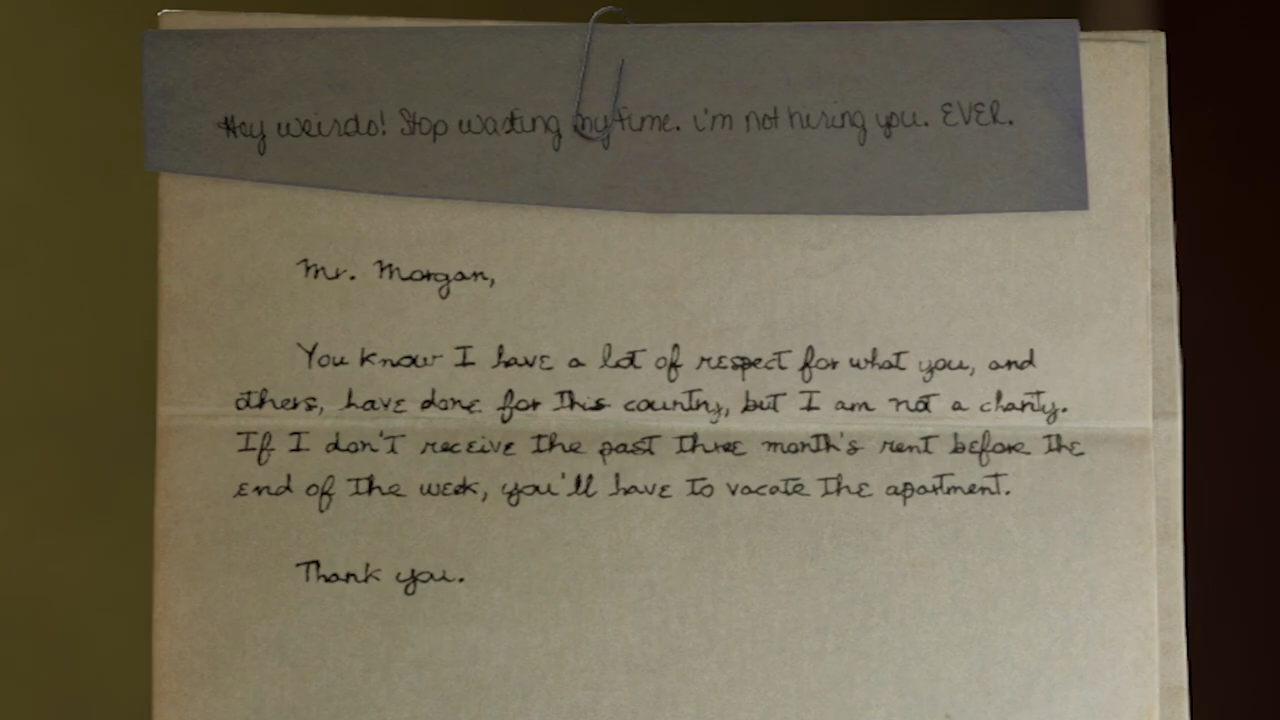 Hey weirdo! Stop wasting my time. i'm not hiring you. EVER.
Mr. Morgan,
You know I have a lot of respect for what you, and
others, have done for this country, but I am not a charity.
If I don't receive the past three month's rent before the
end of the week, you'll have to vacate the apartment.
Thank you.